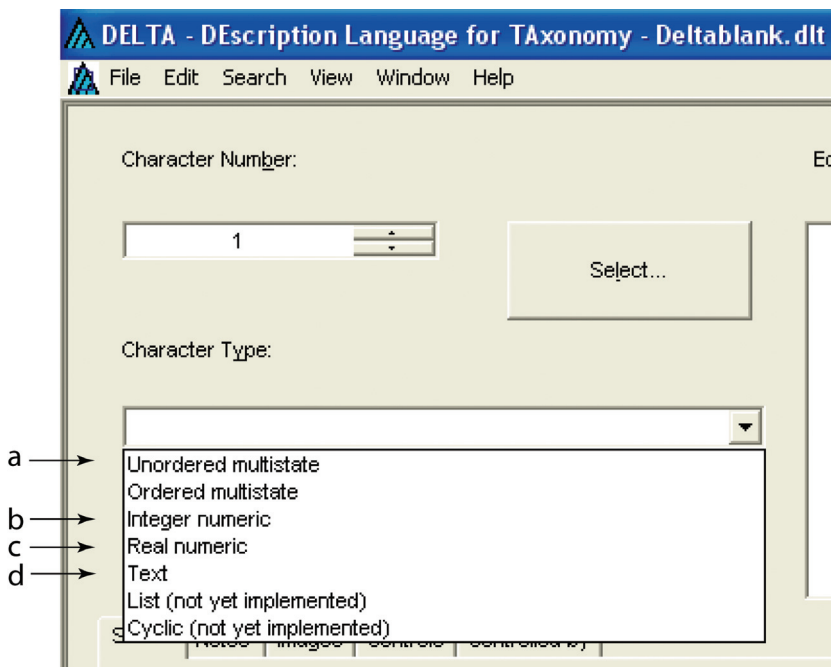 DELTA - DEscription Language for TAxonomy - Deltablank.dlt
File Edit Search View Window Help
Character Number:
1
Select...
Character Type:
a
Unordered multistate
Ordered multistate
b
Integer numeric
c
Real numeric
d
Text
List (not yet implemented)
Cyclic (not yet implemented)